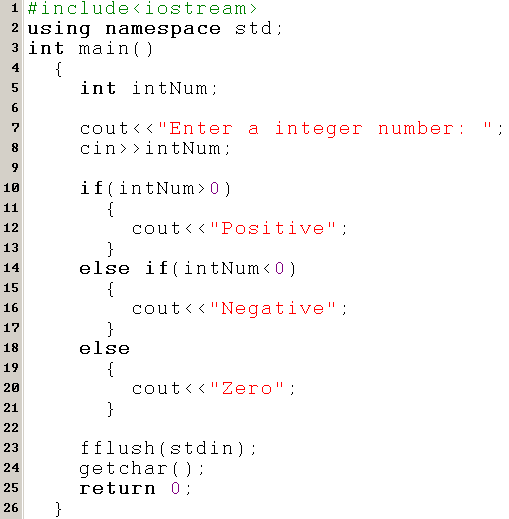 1 #include<iostream>
2 using namespace std;
3 int main()
4 {
5 int intNum;
6
7 cout<<"Enter a integer number: ";
8 cin>>intNum;
9
10 if(intNum>0)
11 {
12 cout<<"Positive";
13 }
14 else if(intNum<0)
15 {
16 cout<<"Negative";
17 }
18 else
19 {
20 cout<<"Zero";
21 }
22
23 fflush(stdin);
24 getchar();
25 return 0;
26 }